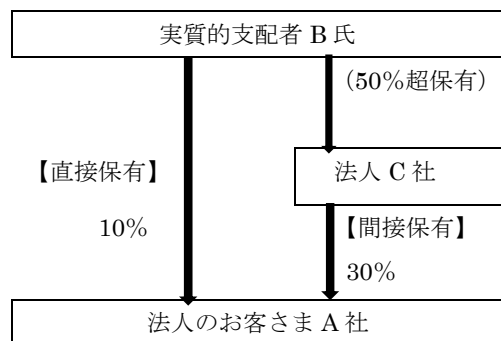 実質的支配者 B 氏
(50%超保有)
法人 C 社
【直接保有】
10%
【間接保有】
30%
法人のお客さま A 社